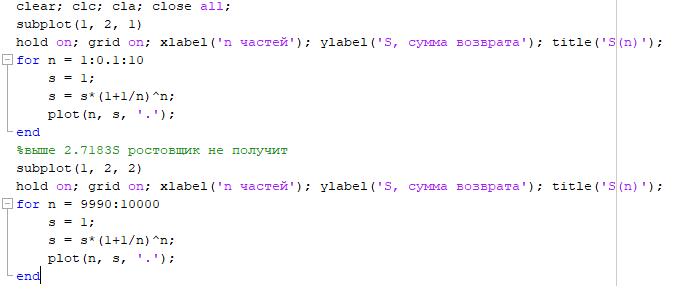 clear; clc; cla; close all;
subplot(1, 2, 1)
hold on; grid on; xlabel('n частей'); ylabel('S, сумма возврата'); title('S(n)');
for n = 1:0.1:10
    s = 1;
    s = s*(1+1/n)^n;
    plot(n, s, '.');
end
%выше 2.7183S ростовщик не получит
subplot(1, 2, 2)
hold on; grid on; xlabel('n частей'); ylabel('S, сумма возврата'); title('S(n)');
for n = 9990:10000
    s = 1;
    s = s*(1+1/n)^n;
    plot(n, s, '.');
end